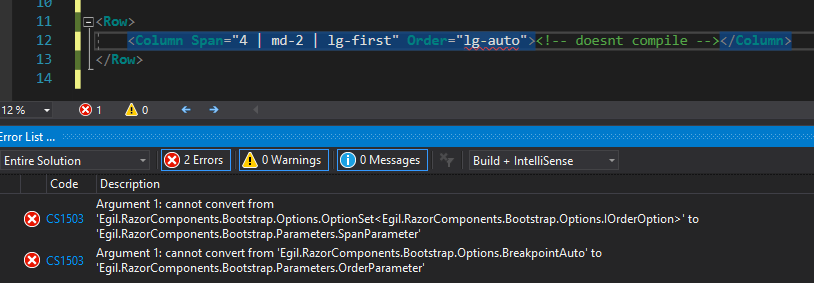 10
11 <Row>
12 <Column Span="4 | md-2 | lg-first" Order="lg-auto"><!-- doesnt compile --></Column>
13 </Row>
14
12 % 1 0
Error List ...
Entire Solution 2 Errors 0 Warnings 0 Messages Build + IntelliSense
Code Description
Argument 1: cannot convert from
CS1503 'Egil.RazorComponents.Bootstrap.Options.OptionSet<Egil.RazorComponents.Bootstrap.Options.IOrderOption>' to
'Egil.RazorComponents.Bootstrap.Parameters.SpanParameter'
CS1503 Argument 1: cannot convert from 'Egil.RazorComponents.Bootstrap.Options.BreakpointAuto' to
'Egil.RazorComponents.Bootstrap.Parameters.OrderParameter'